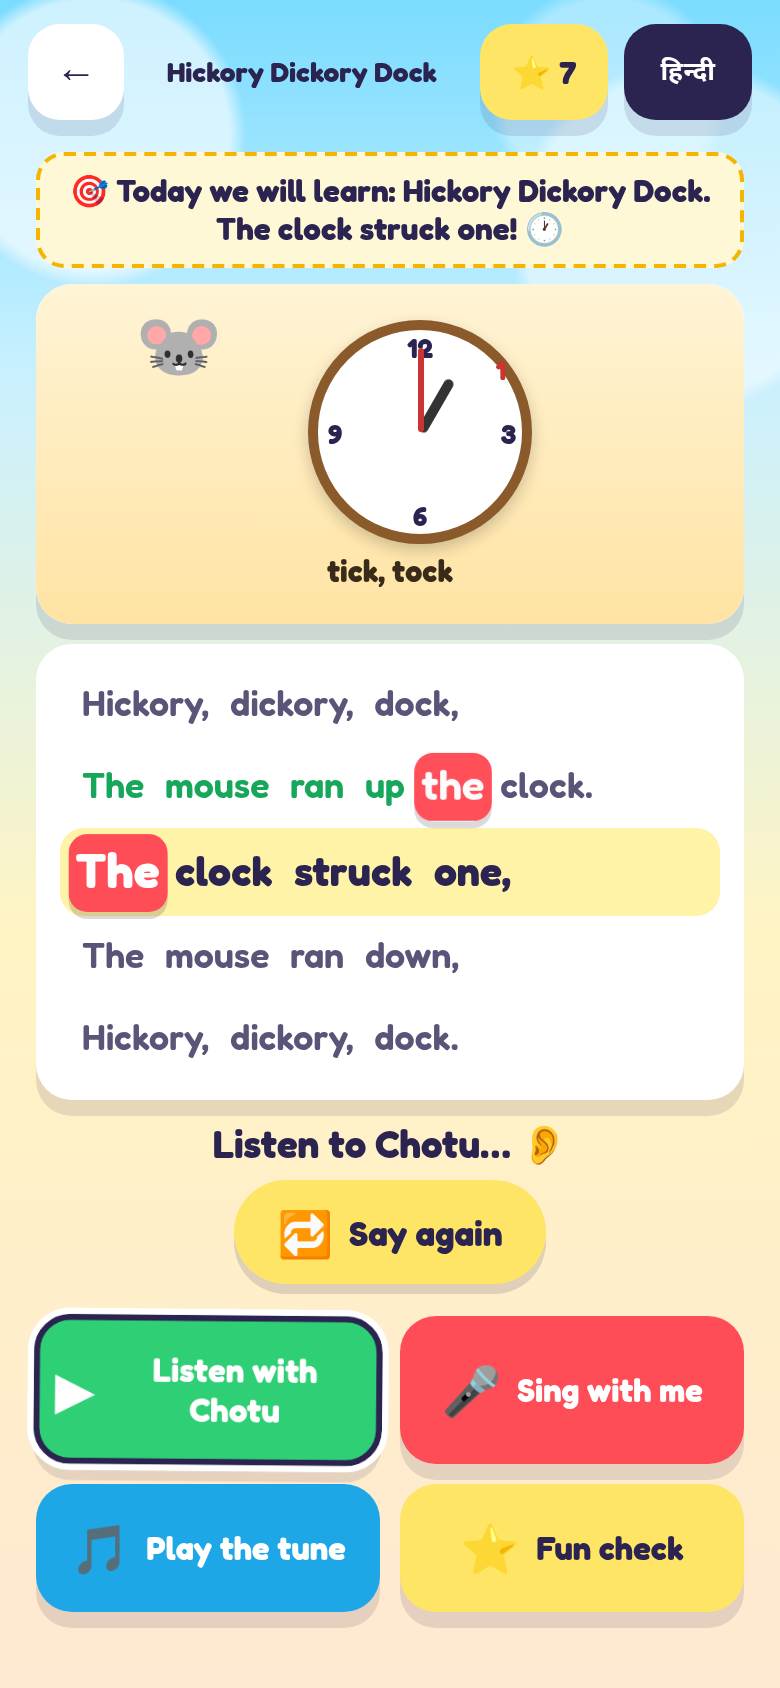 ←
Hickory Dickory Dock
⭐ 7
हिन्दी
🎯 Today we will learn: Hickory Dickory Dock.
The clock struck one! 🕐
12
1
9
3
6
tick, tock
Hickory, dickory, dock,
The mouse ran up the clock.
The clock struck one,
The mouse ran down,
Hickory, dickory, dock.
Listen to Chotu... 👂
🔁 Say again
▶ Listen with
Chotu
🎤 Sing with me
🎵 Play the tune
⭐ Fun check